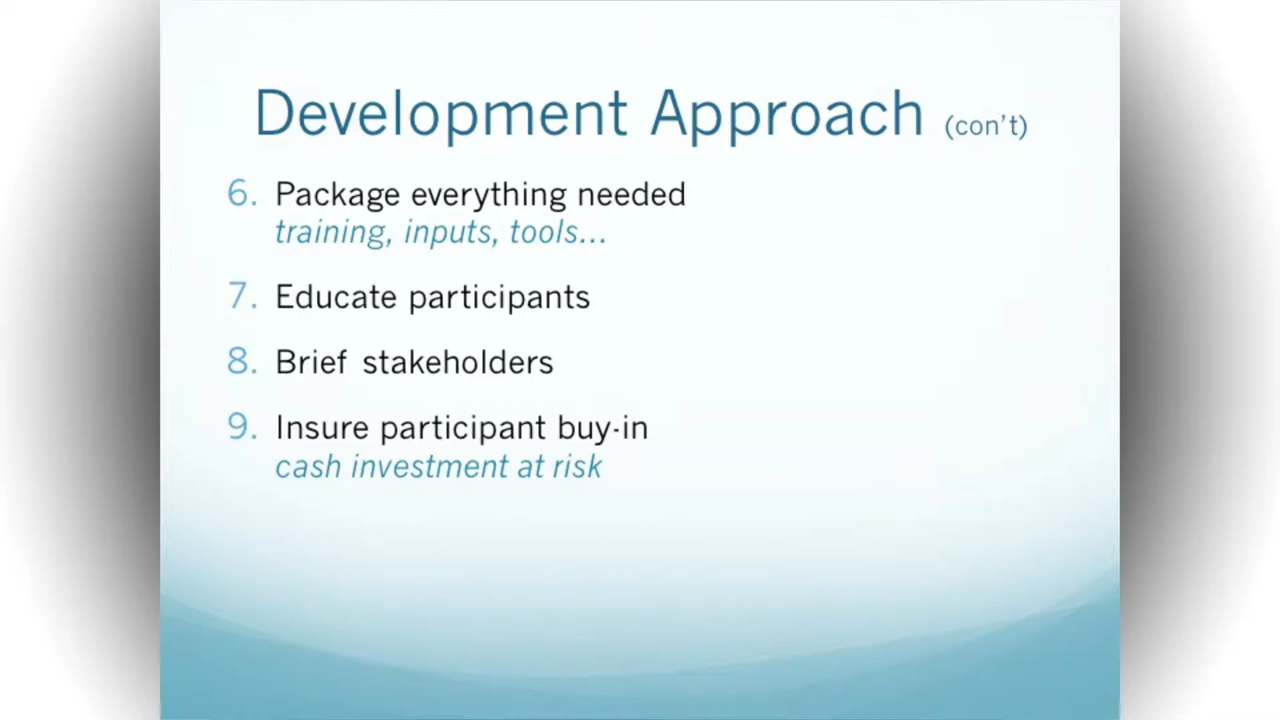 Development Approach (con't)
6. Package everything needed
training, inputs, tools...
7. Educate participants
8. Brief stakeholders
9. Insure participant buy-in
cash investment at risk